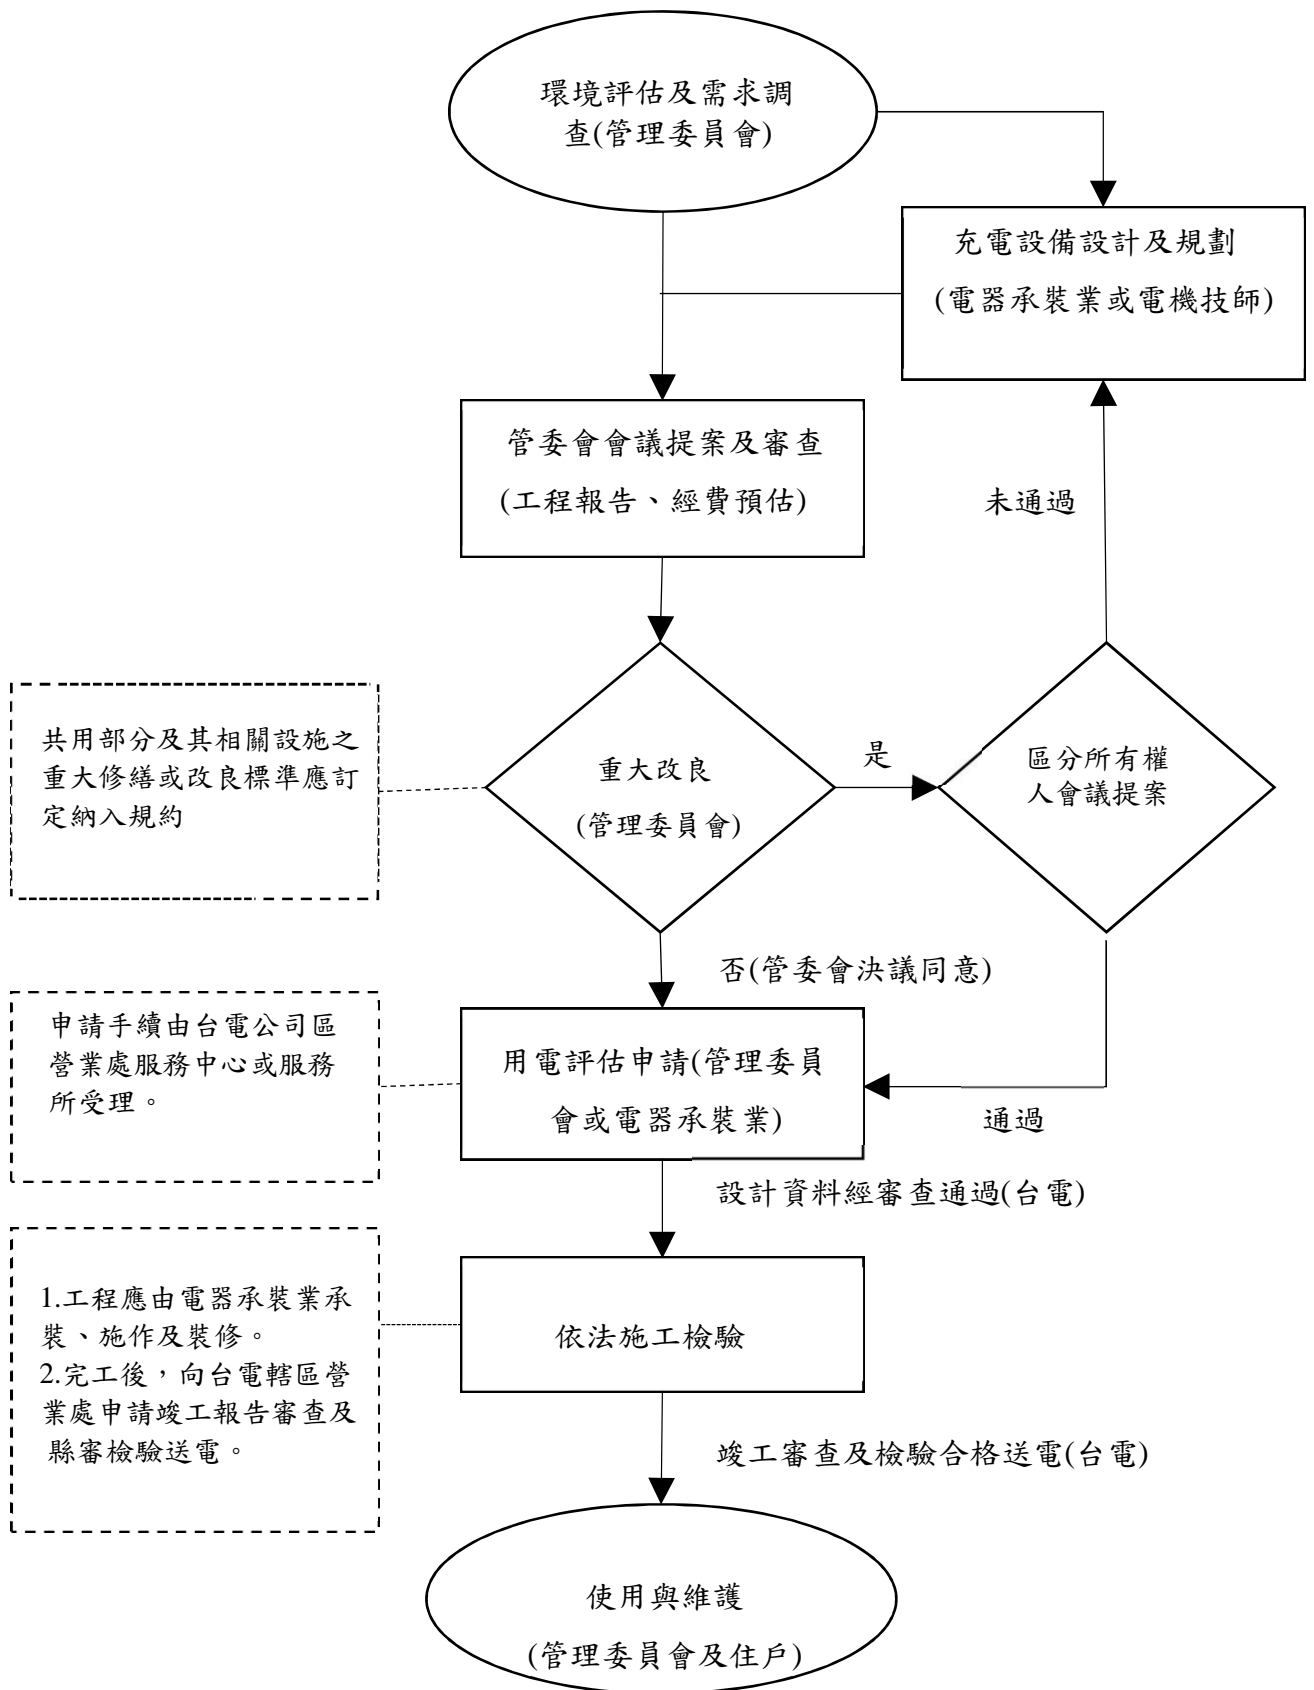 環境評估及需求調
查(管理委員會)
充電設備設計及規劃
(電器承裝業或電機技師)
管委會會議提案及審查
(工程報告、經費預估)
未通過
共用部分及其相關設施之
重大修繕或改良標準應訂
定納入規約
重大改良
(管理委員會)
是
區分所有權
人會議提案
否(管委會決議同意)
申請手續由台電公司區
營業處服務中心或服務
所受理。
用電評估申請(管理委員
會或電器承裝業)
通過
設計資料經審查通過(台電)
1.工程應由電器承裝業承
裝、施作及裝修。
2.完工後，向台電轄區營
業處申請竣工報告審查及
縣審檢驗送電。
依法施工檢驗
竣工審查及檢驗合格送電(台電)
使用與維護
(管理委員會及住戶)